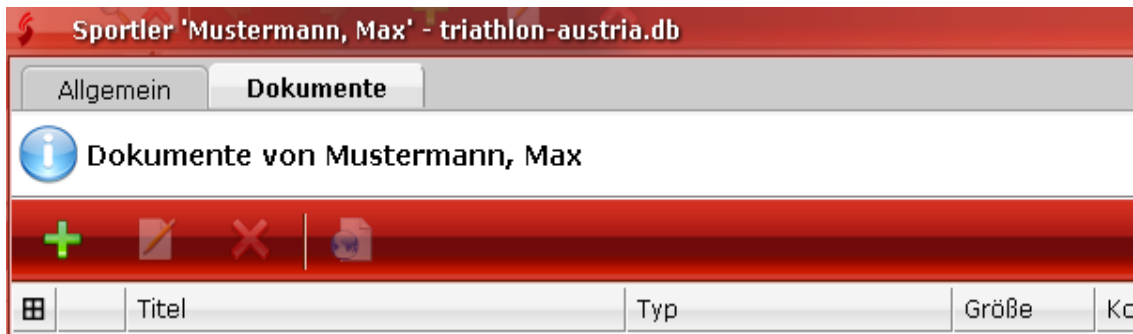 Sportler 'Mustermann, Max' - triathlon-austria.db
Allgemein Dokumente
Dokumente von Mustermann, Max
Titel Typ Größe